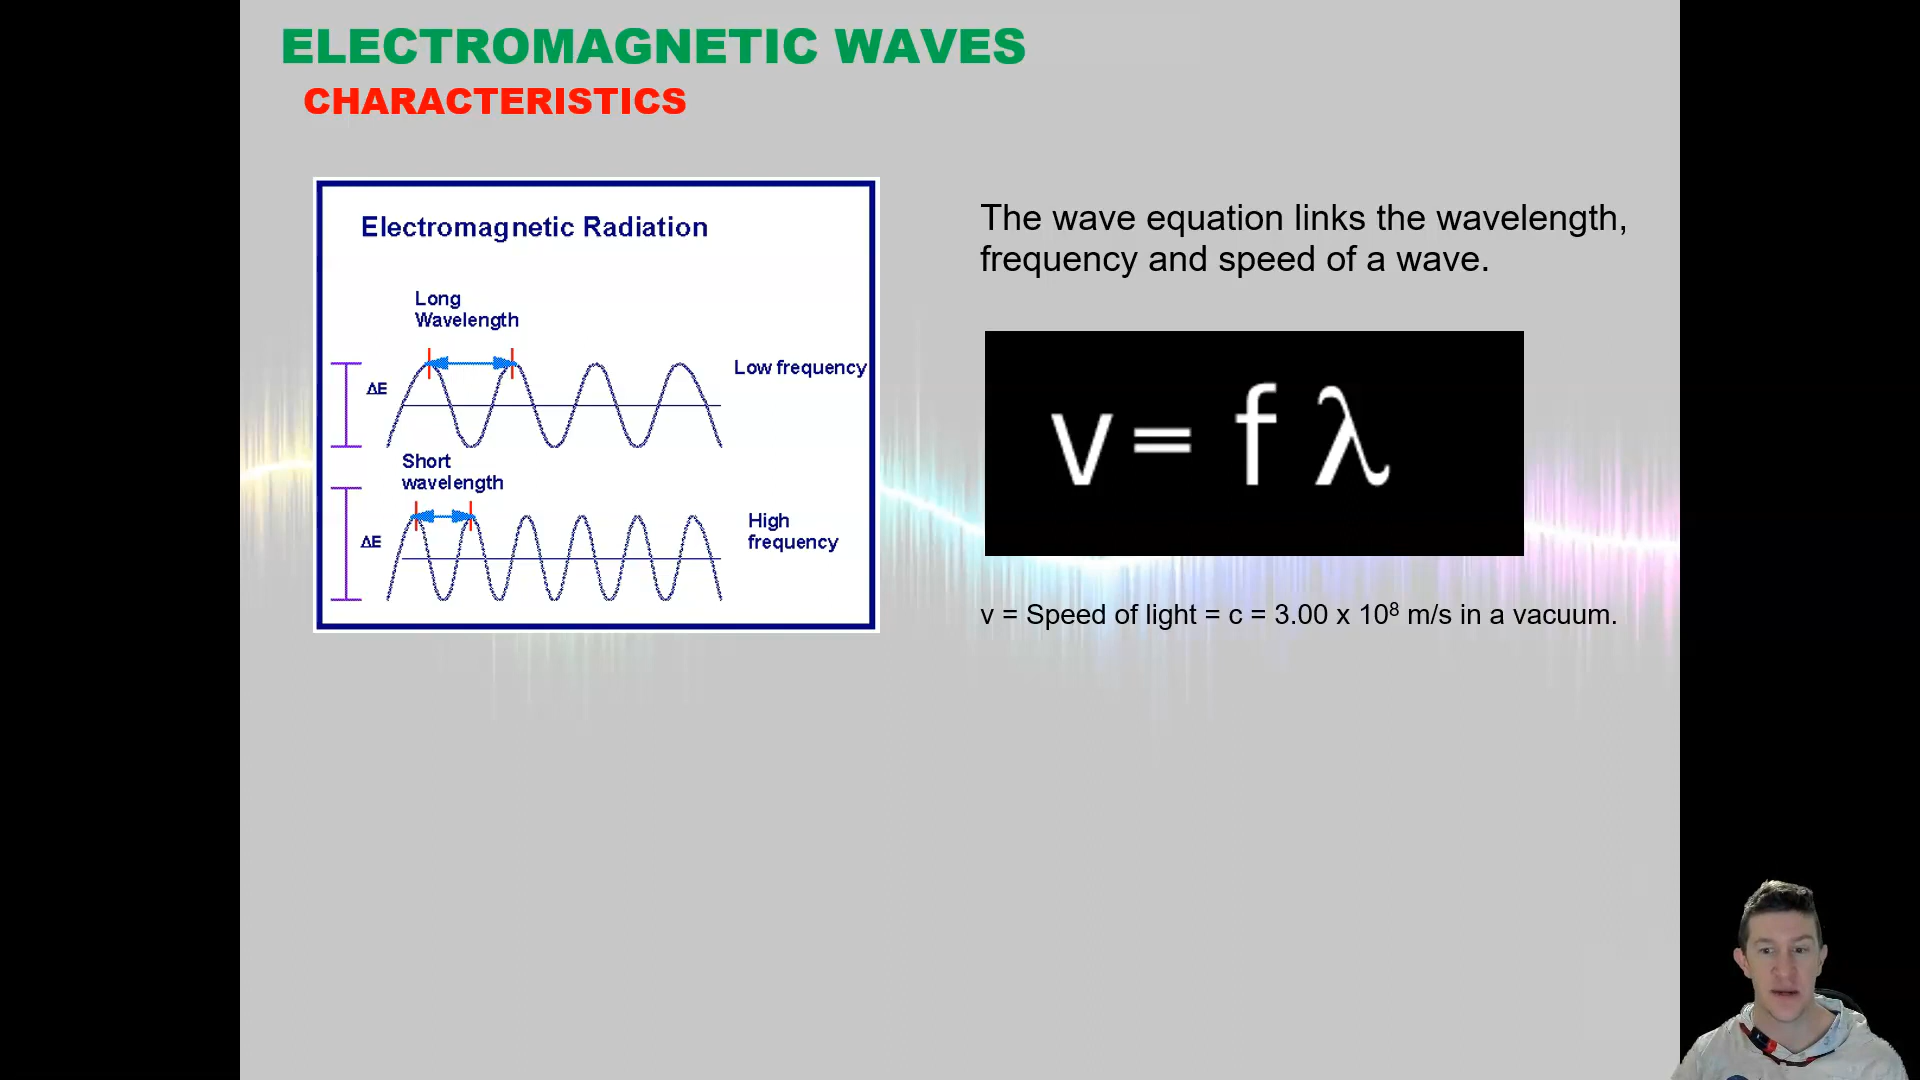 ELECTROMAGNETIC WAVES
CHARACTERISTICS
Electromagnetic Radiation
Long
Wavelength
Low frequency
ΔE
Short
wavelength
High
frequency
ΔE
The wave equation links the wavelength,
frequency and speed of a wave.
v = f λ
v = Speed of light = c = 3.00 x 10⁸ m/s in a vacuum.